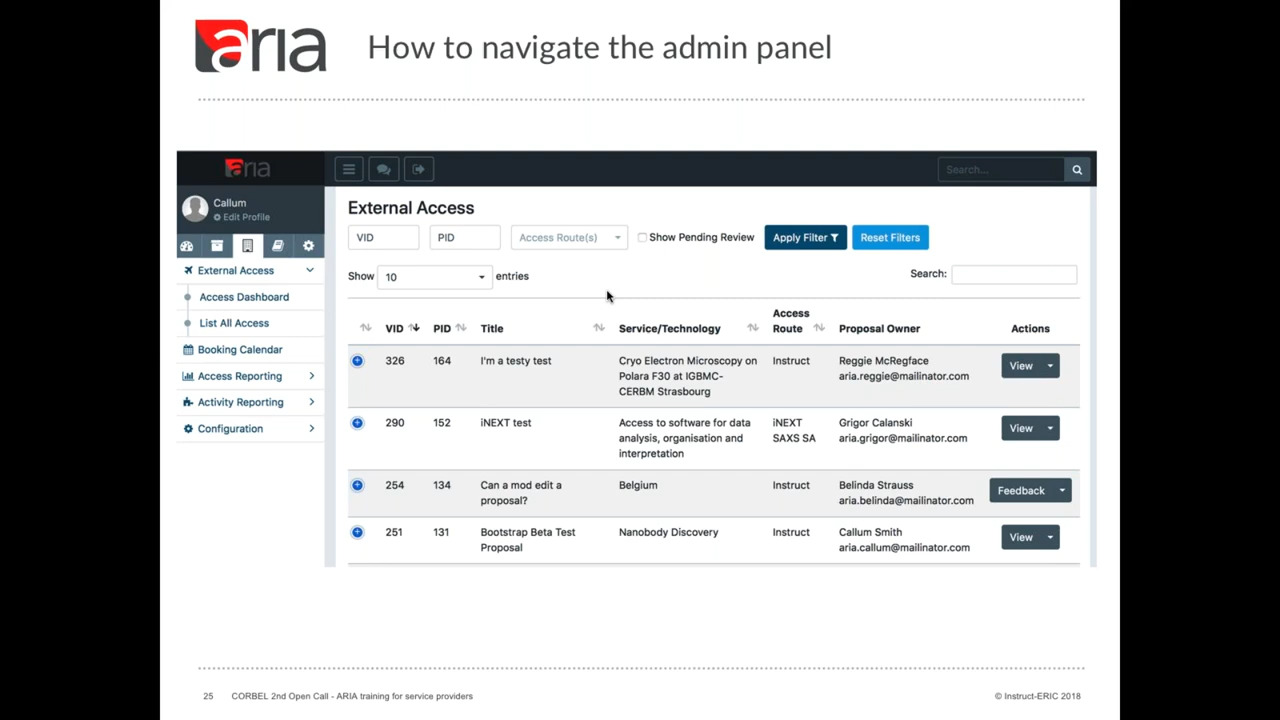 aria
How to navigate the admin panel
aria
Search...
Callum
Edit Profile
External Access
Access Dashboard
List All Access
Booking Calendar
Access Reporting
Activity Reporting
Configuration
External Access
VID
PID
Access Route(s)
Show Pending Review
Apply Filter
Reset Filters
Show 10 entries
Search:
VID PID Title Service/Technology Access Route Proposal Owner Actions
326 164 I'm a testy test Cryo Electron Microscopy on Instruct Reggie McRegface View
Polara F30 at IGBMC- aria.reggie@mailinator.com
CERBM Strasbourg
290 152 iNEXT test Access to software for data iNEXT Grigor Calanski View
analysis, organisation and SAXS SA aria.grigor@mailinator.com
interpretation
254 134 Can a mod edit a Belgium Instruct Belinda Strauss Feedback
proposal? aria.belinda@mailinator.com
251 131 Bootstrap Beta Test Nanobody Discovery Instruct Callum Smith View
Proposal aria.callum@mailinator.com
25 CORBEL 2nd Open Call - ARIA training for service providers
© Instruct-ERIC 2018